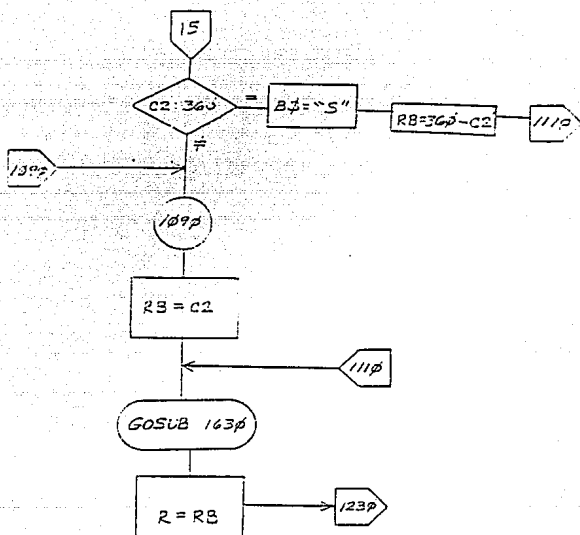 15
C2:360
=
B$="S"
RB=36ø-C2
111ø
≠
1ø9ø
RB = C2
111ø
GOSUB 163ø
R = RB
123ø